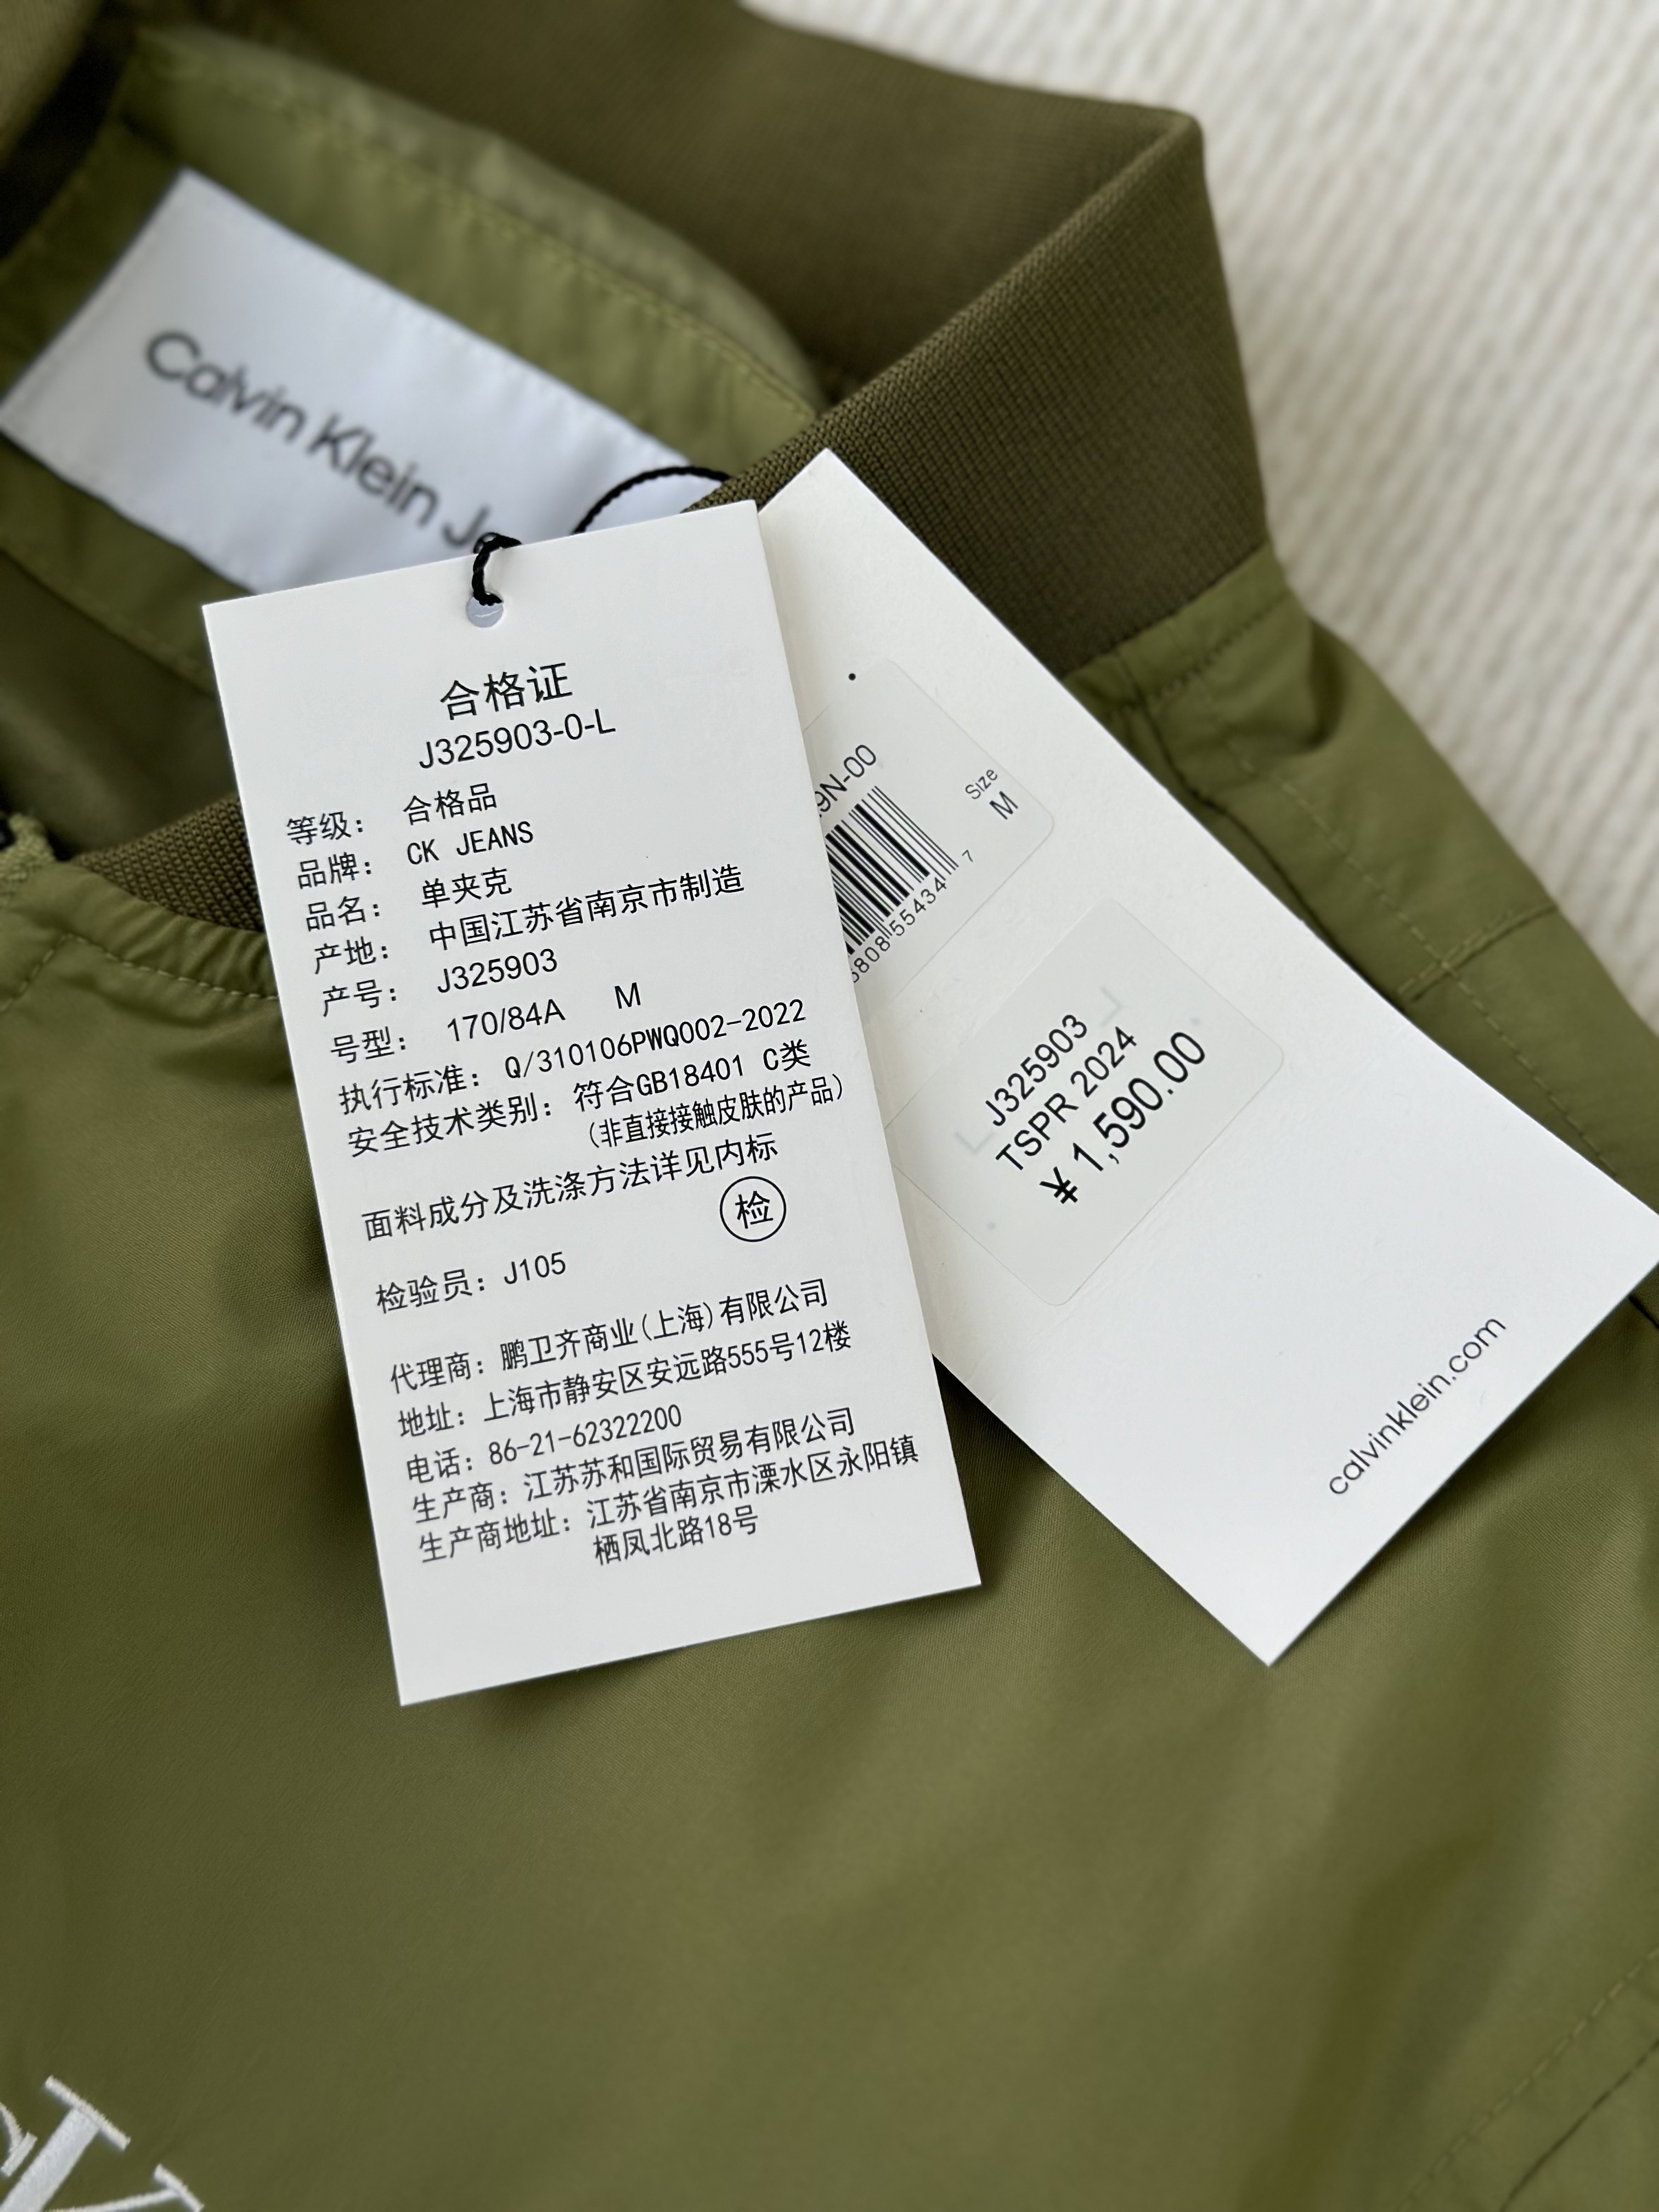 Calvin Klein Je
合格证
J325903-0-L
等级： 合格品
品牌： CK JEANS
品名： 单夹克
产地： 中国江苏省南京市制造
产号： J325903
号型： 170/84A M
执行标准： Q/310106PWQ002-2022
安全技术类别： 符合GB18401 C类
（非直接接触皮肤的产品）
面料成分及洗涤方法详见内标
检
检验员： J105
代理商： 鹏卫齐商业(上海)有限公司
地址： 上海市静安区安远路555号12楼
电话： 86-21-62322200
生产商： 江苏苏和国际贸易有限公司
生产商地址： 江苏省南京市溧水区永阳镇
栖凤北路18号
9N-00
Size
M
808 55434 7
J325903
TSPR 2024
¥ 1,590.00
calvinklein.com